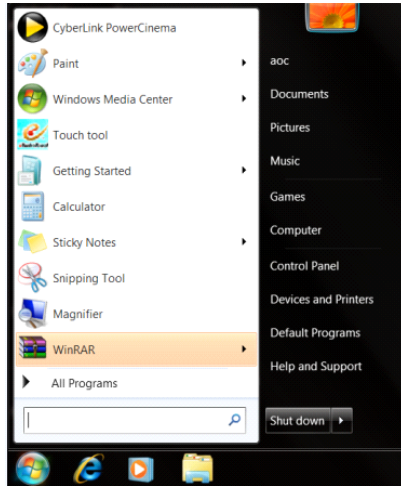 CyberLink PowerCinema
Paint
Windows Media Center
Touch tool
Getting Started
Calculator
Sticky Notes
Snipping Tool
Magnifier
WinRAR
All Programs
aoc
Documents
Pictures
Music
Games
Computer
Control Panel
Devices and Printers
Default Programs
Help and Support
Shut down